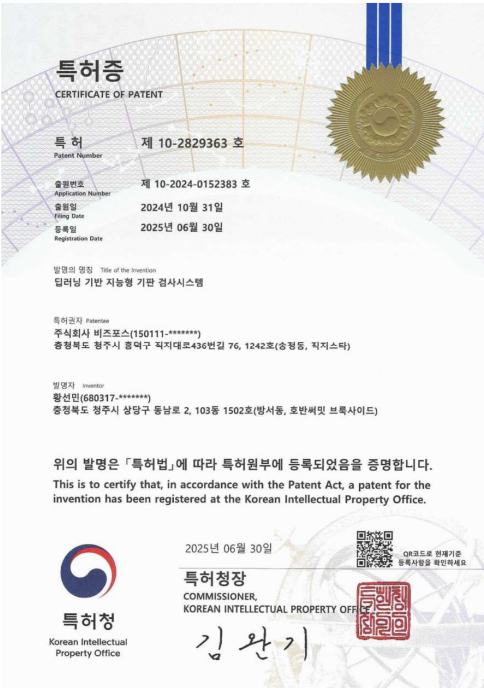 특허증
CERTIFICATE OF PATENT
특 허 제 10-2829363 호
Patent Number
출원번호 제 10-2024-0152383 호
Application Number
출원일 2024년 10월 31일
Filing Date
등록일 2025년 06월 30일
Registration Date
발명의 명칭 Title of the Invention
딥러닝 기반 지능형 기판 검사시스템
특허권자 Patentee
주식회사 비즈포스(150111-*******)
충청북도 청주시 흥덕구 직지대로436번길 76, 1242호(송정동, 직지스타)
발명자 Inventor
황선민(680317-*******)
충청북도 청주시 상당구 동남로 2, 103동 1502호(방서동, 호반써밋 브룩사이드)
위의 발명은 「특허법」에 따라 특허원부에 등록되었음을 증명합니다.
This is to certify that, in accordance with the Patent Act, a patent for the
invention has been registered at the Korean Intellectual Property Office.
2025년 06월 30일
QR코드로 현재기준
등록사항을 확인하세요
특허청장
COMMISSIONER,
KOREAN INTELLECTUAL PROPERTY OFFICE
김완기
특허청
Korean Intellectual
Property Office